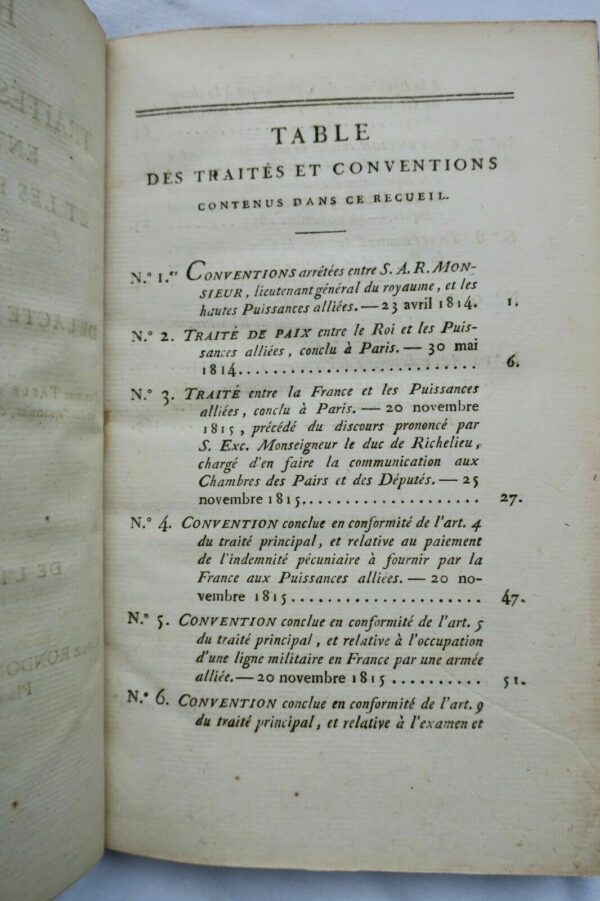 TRAITÉS
ET LES
DE L'ACTE
TABLE
DE L'I
RONDO
TABLE
DES TRAITÉS ET CONVENTIONS
CONTENUS DANS CE RECUEIL.
N.º 1.er CONVENTIONS arrêtées entre S. A. R. MON-
SIEUR, lieutenant général du royaume, et les
hautes Puissances alliées. — 23 avril 1814. 1.
N.º 2. TRAITÉ DE PAIX entre le Roi et les Puis-
sances alliées, conclu à Paris. — 30 mai
1814........................... 6.
N.º 3. TRAITÉ entre la France et les Puissances
alliées, conclu à Paris. — 20 novembre
1815, précédé du discours prononcé par
S. Exc. Monseigneur le duc de Richelieu,
chargé d'en faire la communication aux
Chambres des Pairs et des Députés. — 25
novembre 1815.................... 27.
N.º 4. CONVENTION conclue en conformité de l'art. 4
du traité principal, et relative au paiement
de l'indemnité pécuniaire à fournir par la
France aux Puissances alliées. — 20 no-
vembre 1815..................... 47.
N.º 5. CONVENTION conclue en conformité de l'art. 5
du traité principal, et relative à l'occupation
d'une ligne militaire en France par une armée
alliée. — 20 novembre 1815.......... 51.
N.º 6. CONVENTION conclue en conformité de l'art. 9
du traité principal, et relative à l'examen et